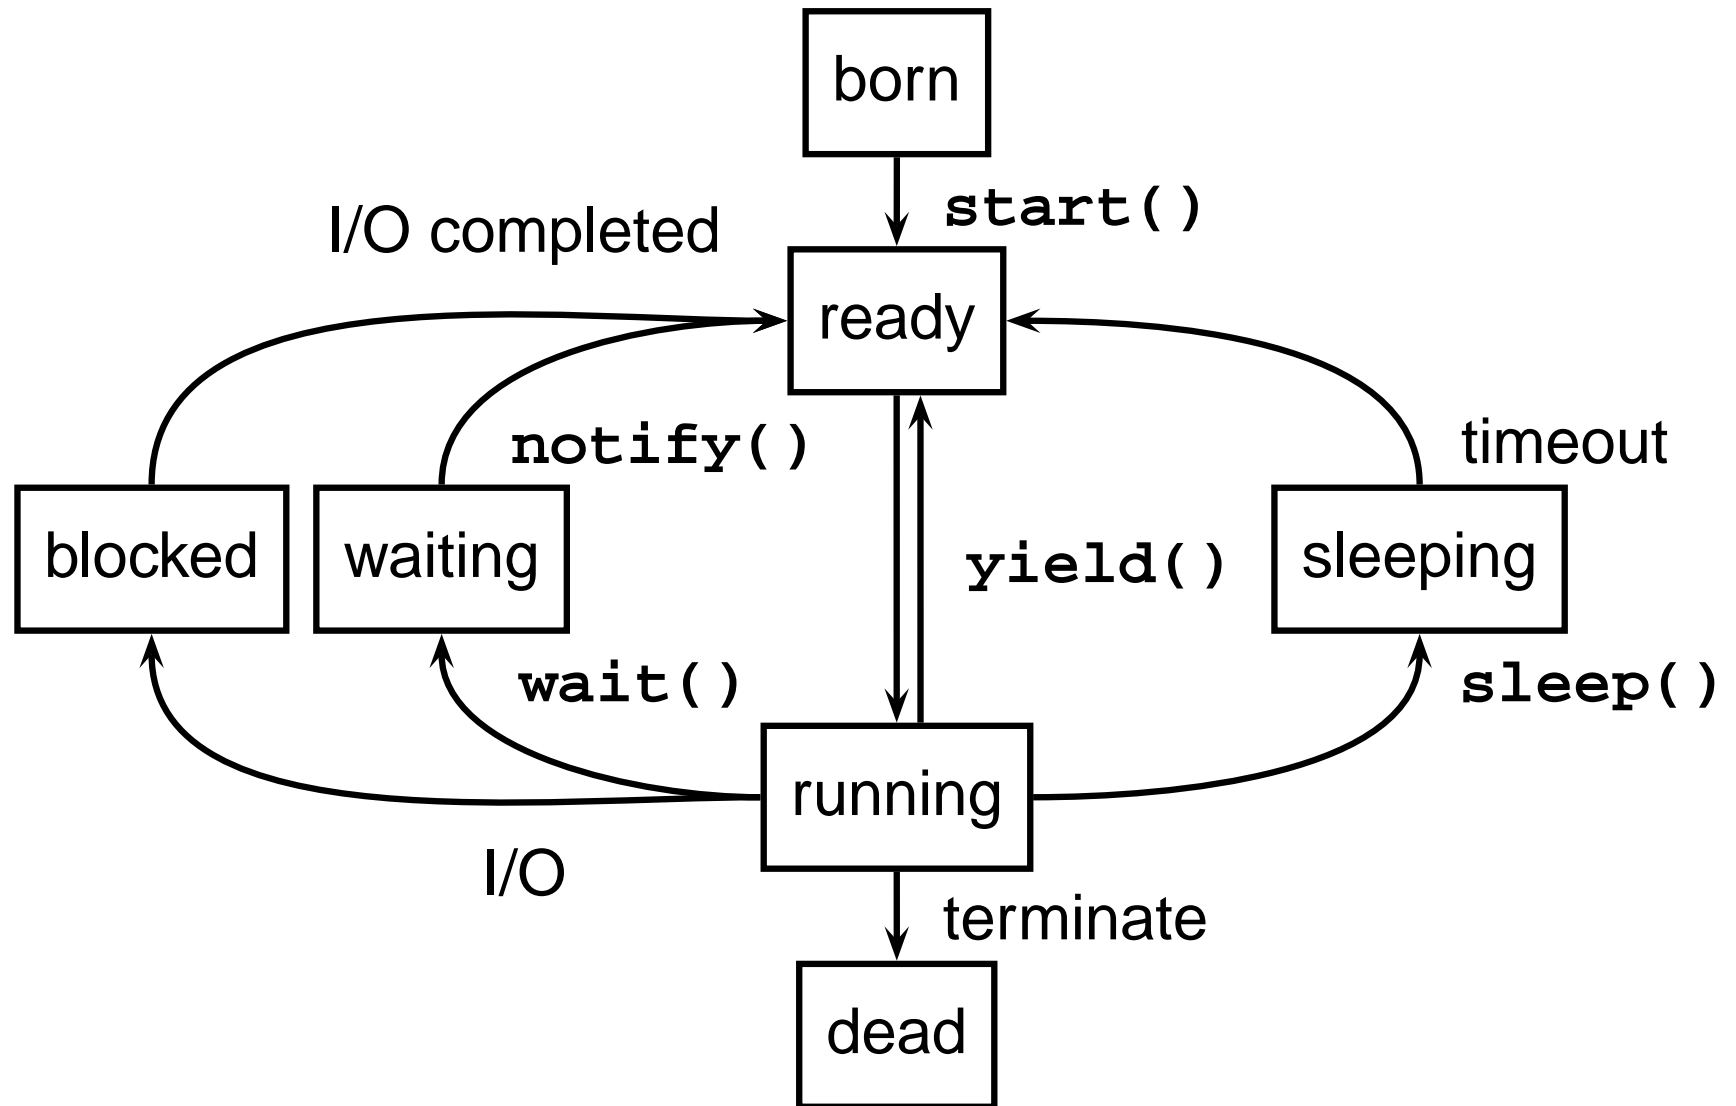 born
start()
I/O completed
ready
notify()
timeout
blocked
waiting
yield()
sleeping
wait()
sleep()
running
I/O
terminate
dead